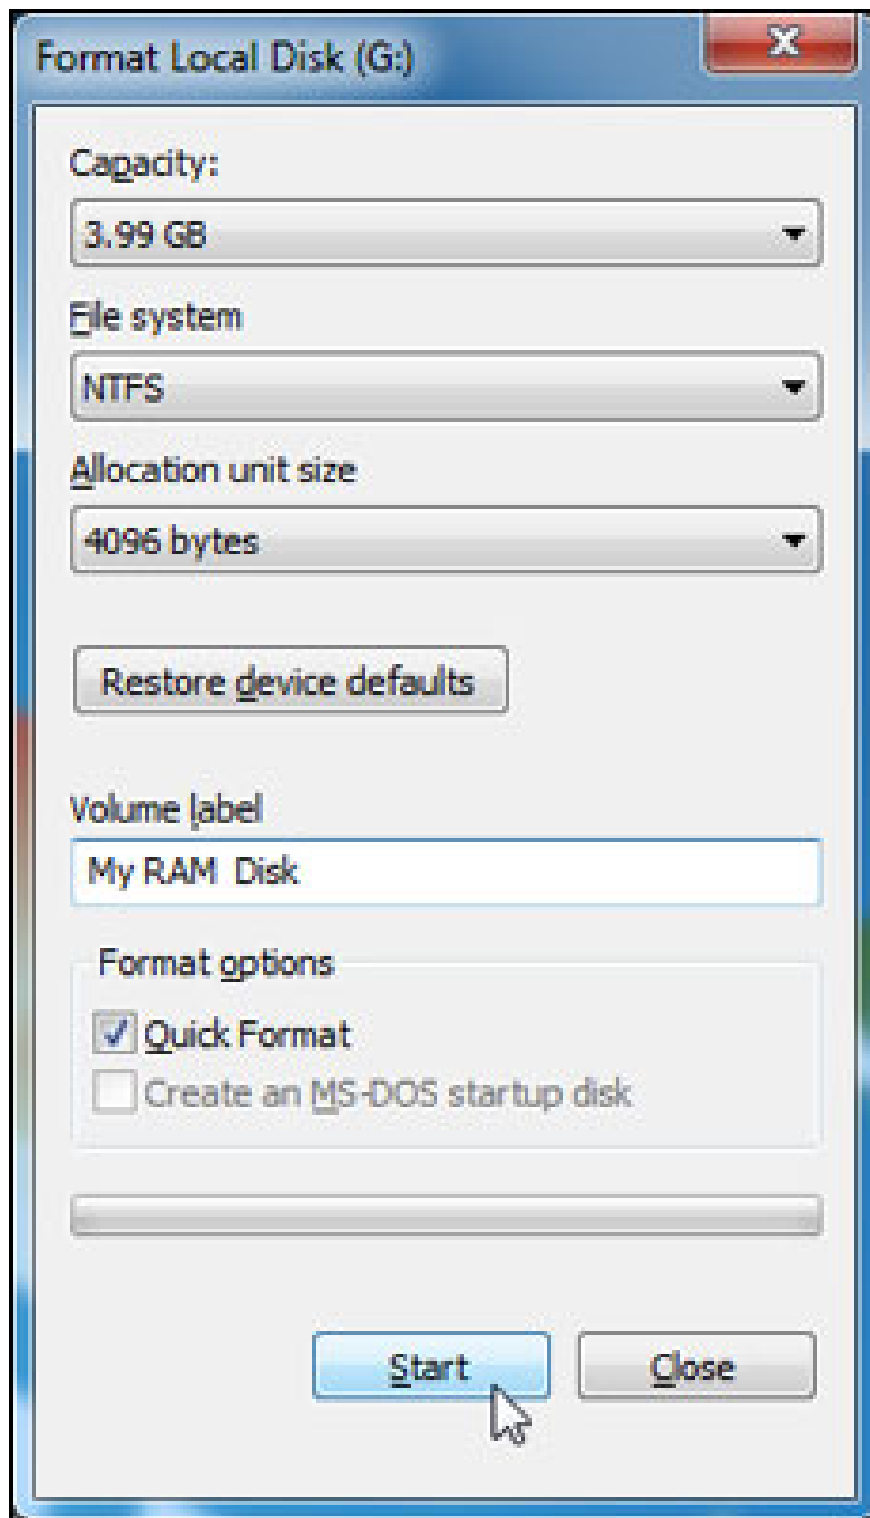 Format Local Disk (G:)
Capacity:
3.99 GB
File system
NTFS
Allocation unit size
4096 bytes
Restore device defaults
Volume label
My RAM  Disk
Format options
Quick Format
Create an MS-DOS startup disk
Start
Close